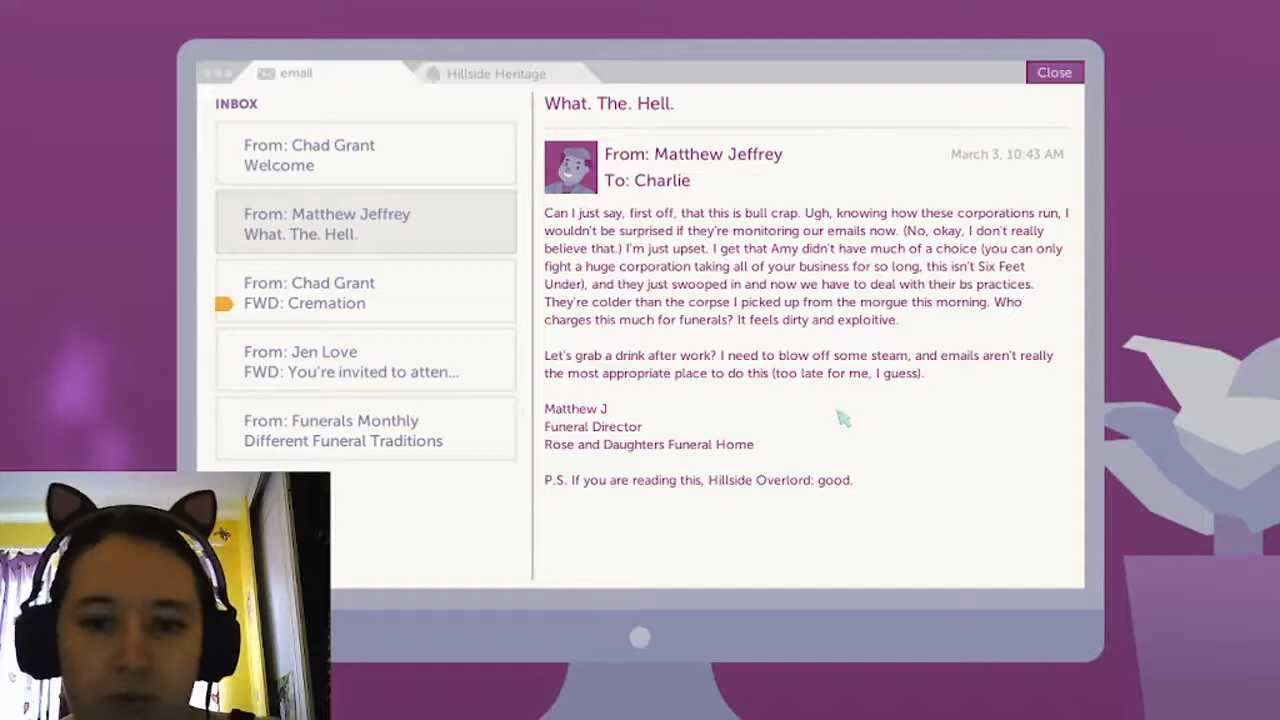 email
Hillside Heritage
Close
INBOX
From: Chad Grant
Welcome
From: Matthew Jeffrey
What. The. Hell.
From: Chad Grant
FWD: Cremation
From: Jen Love
FWD: You're invited to atten...
From: Funerals Monthly
Different Funeral Traditions
What. The. Hell.
From: Matthew Jeffrey
March 3, 10:43 AM
To: Charlie
Can I just say, first off, that this is bull crap. Ugh, knowing how these corporations run, I
wouldn't be surprised if they're monitoring our emails now. (No, okay, I don't really
believe that.) I'm just upset. I get that Amy didn't have much of a choice (you can only
fight a huge corporation taking all of your business for so long, this isn't Six Feet
Under), and they just swooped in and now we have to deal with their bs practices.
They're colder than the corpse I picked up from the morgue this morning. Who
charges this much for funerals? It feels dirty and exploitive.
Let's grab a drink after work? I need to blow off some steam, and emails aren't really
the most appropriate place to do this (too late for me, I guess).
Matthew J
Funeral Director
Rose and Daughters Funeral Home
P.S. If you are reading this, Hillside Overlord: good.